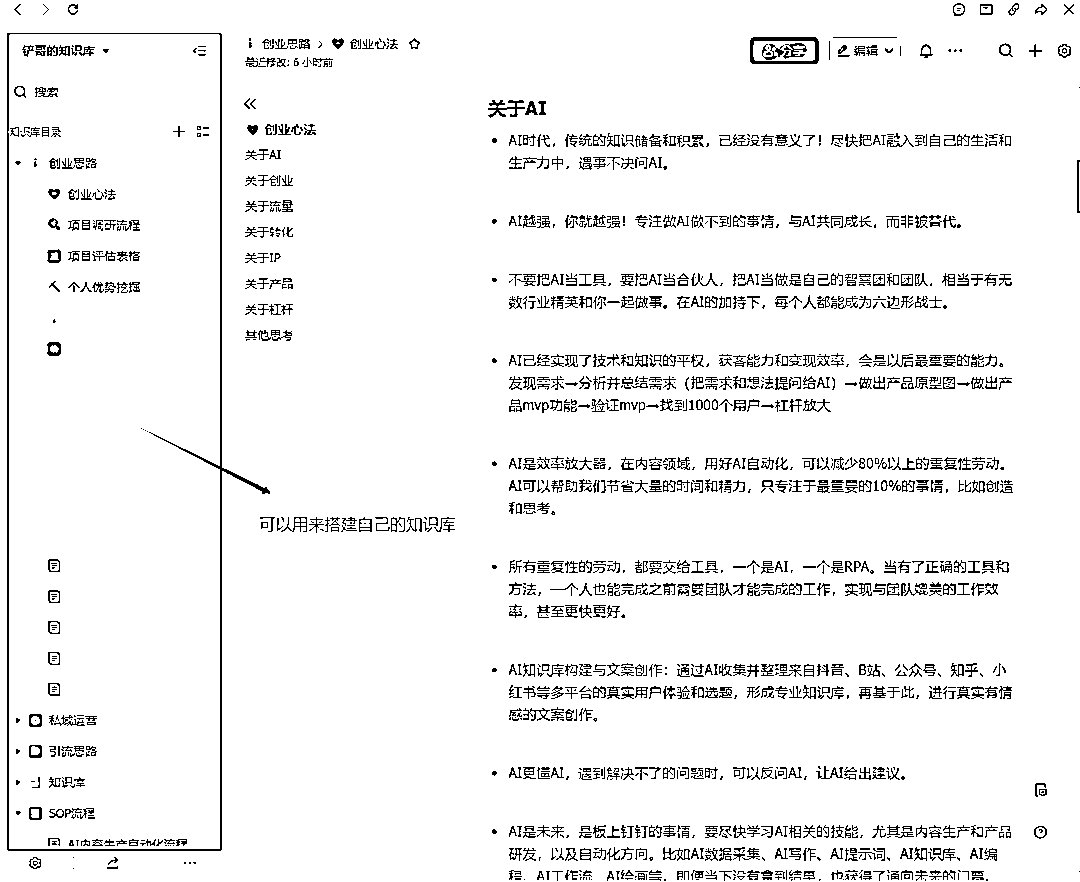 铲哥的知识库
搜索
知识库目录
创业思路
创业心法
项目调研流程
项目评估表格
个人优势挖掘
私域运营
引流思路
知识库
SOP流程
AI内容生产自动化流程
创业思路 > 创业心法
最近修改: 6 小时前
分享
编辑
创业心法
关于AI
关于创业
关于流量
关于转化
关于IP
关于产品
关于杠杆
其他思考
可以用来搭建自己的知识库
关于AI
• AI时代，传统的知识储备和积累，已经没有意义了！尽快把AI融入到自己的生活和
生产力中，遇事不决问AI。
• AI越强，你就越强！专注做AI做不到的事情，与AI共同成长，而非被替代。
• 不要把AI当工具，要把AI当合伙人，把AI当做是自己的智囊团和团队，相当于有无
数行业精英和你一起做事。在AI的加持下，每个人都能成为六边形战士。
• AI已经实现了技术和知识的平权，获客能力和变现效率，会是以后最重要的能力。
发现需求→分析并总结需求（把需求和想法提问给AI）→做出产品原型图→做出产
品mvp功能→验证mvp→找到1000个用户→杠杆放大
• AI是效率放大器，在内容领域，用好AI自动化，可以减少80%以上的重复性劳动。
AI可以帮助我们节省大量的时间和精力，只专注于最重要的10%的事情，比如创造
和思考。
• 所有重复性的劳动，都要交给工具，一个是AI，一个是RPA。当有了正确的工具和
方法，一个人也能完成之前需要团队才能完成的工作，实现与团队媲美的工作效
率，甚至更快更好。
• AI知识库构建与文案创作：通过AI收集并整理来自抖音、B站、公众号、知乎、小
红书等多平台的真实用户体验和选题，形成专业知识库，再基于此，进行真实有情
感的文案创作。
• AI更懂AI，遇到解决不了的问题时，可以反问AI，让AI给出建议。
• AI是未来，是板上钉钉的事情，要尽快学习AI相关的技能，尤其是内容生产和产品
研发，以及自动化方向。比如AI数据采集、AI写作、AI提示词、AI知识库、AI编
程、AI工作流、AI绘画等，即便当下没有拿到结果，也获得了通向未来的门票。